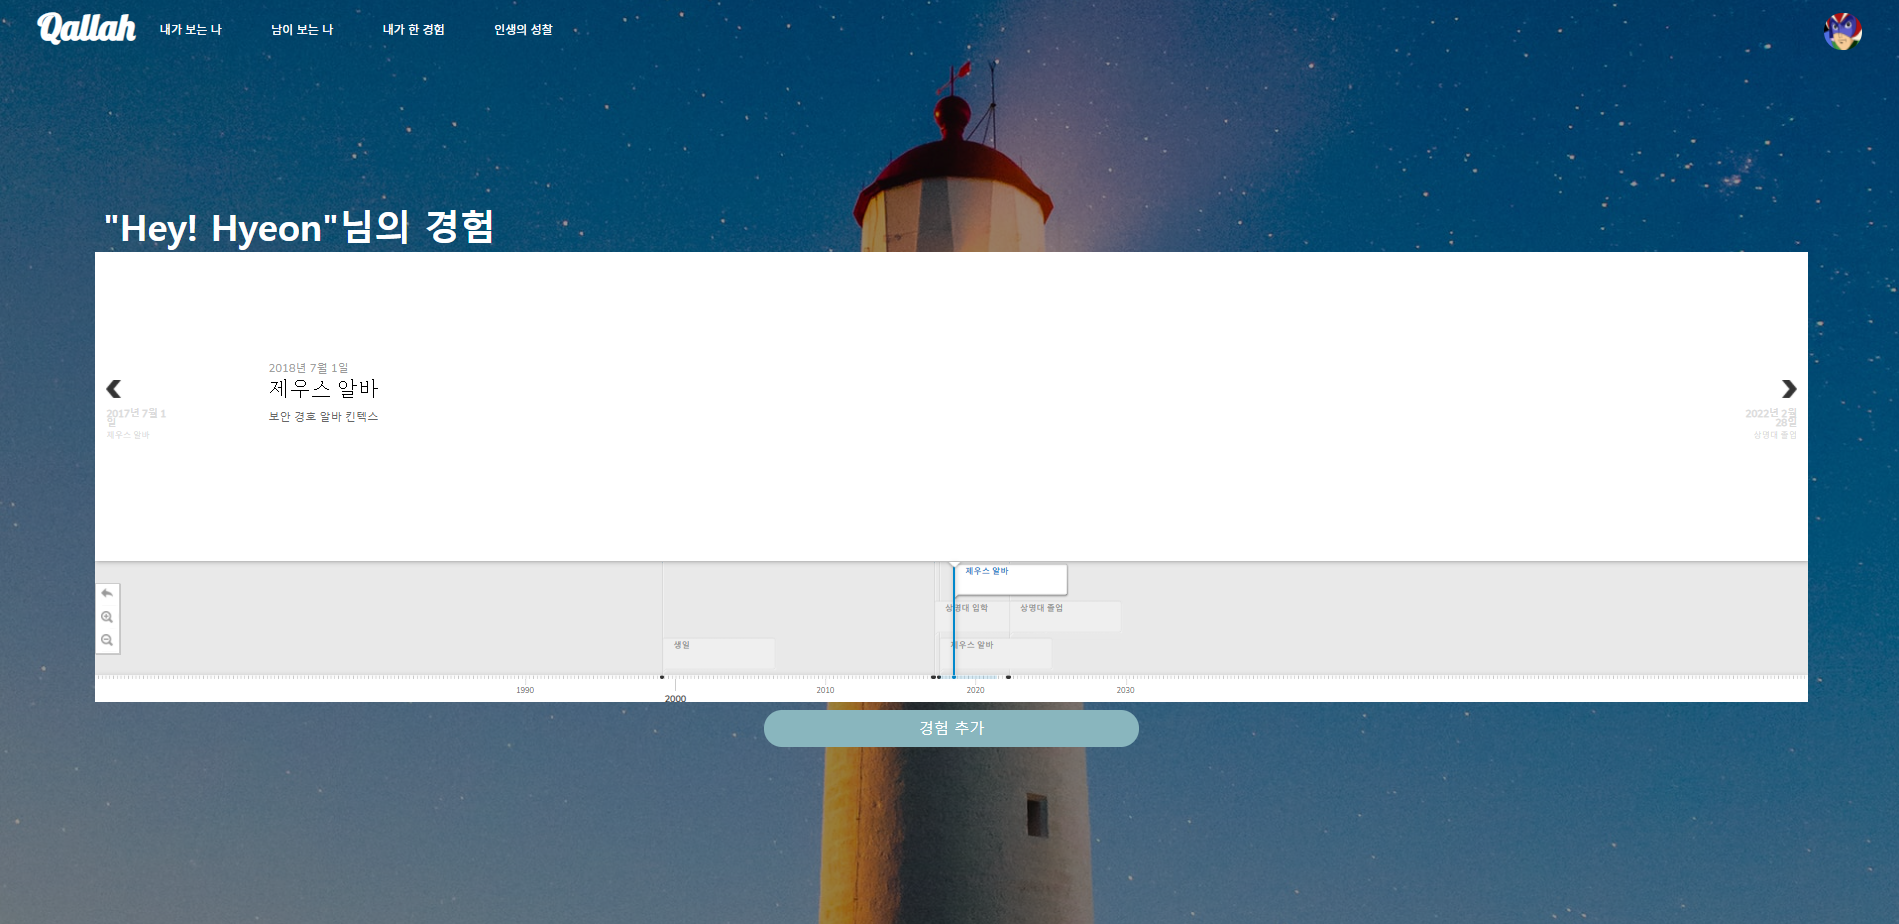 Qallah
내가 보는 나
남이 보는 나
내가 한 경험
인생의 성찰
"Hey! Hyeon"님의 경험
2018년 7월 1일
제우스 알바
보안 경호 알바 킨텍스
2017년 7월 1
일
제우스 알바
2022년 2월
28일
상명대 졸업
제우스 알바
상명대 입학
상명대 졸업
생일
제우스 알바
1990
2000
2010
2020
2030
경험 추가